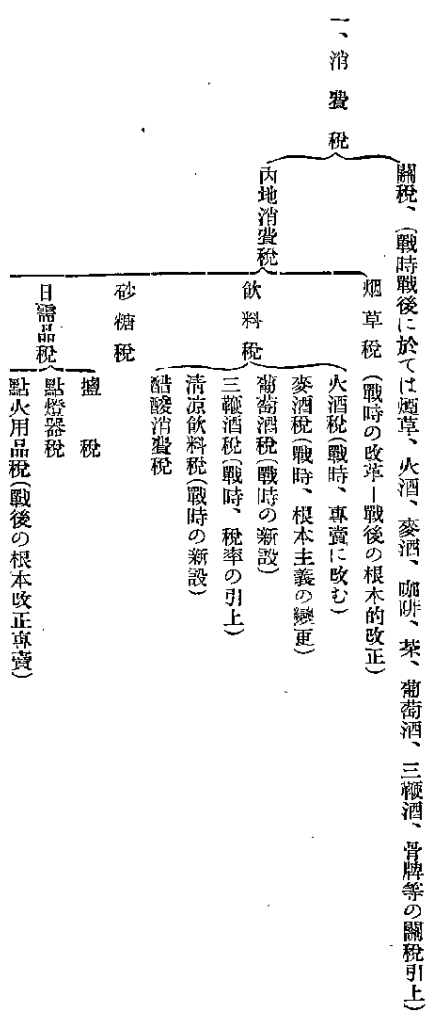 一、消費稅
關稅、(戰時戰後に於ては煙草、火酒、麥酒、咖啡、茶、葡萄酒、三鞭酒、骨牌等の關稅引上)
內地消費稅
烟草稅(戰時の改革―戰後の根本的改正)
飮料稅
火酒稅(戰時、專賣に改む)
麥酒稅(戰時、根本主義の變更)
葡萄酒稅(戰時の新設)
三鞭酒稅(戰時、稅率の引上)
淸凉飮料稅(戰時の新設)
醋酸消費稅
砂糖稅
日需品稅
鹽稅
點燈器稅
點火用品稅(戰後の根本改正專賣)